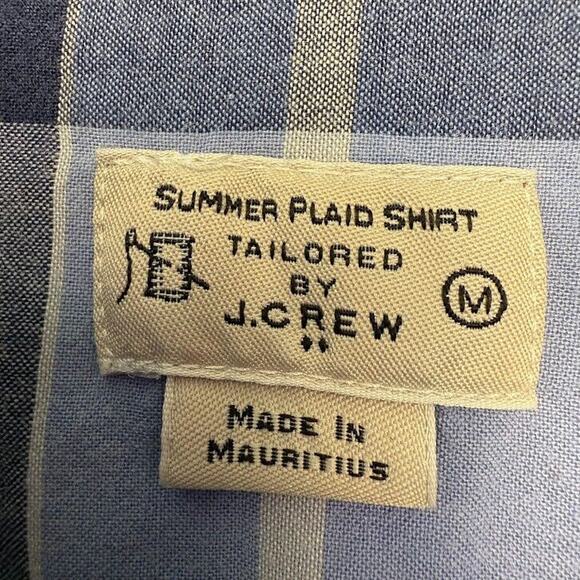 SUMMER PLAID SHIRT
TAILORED
BY
J.CREW
M
MADE IN
MAURITIUS